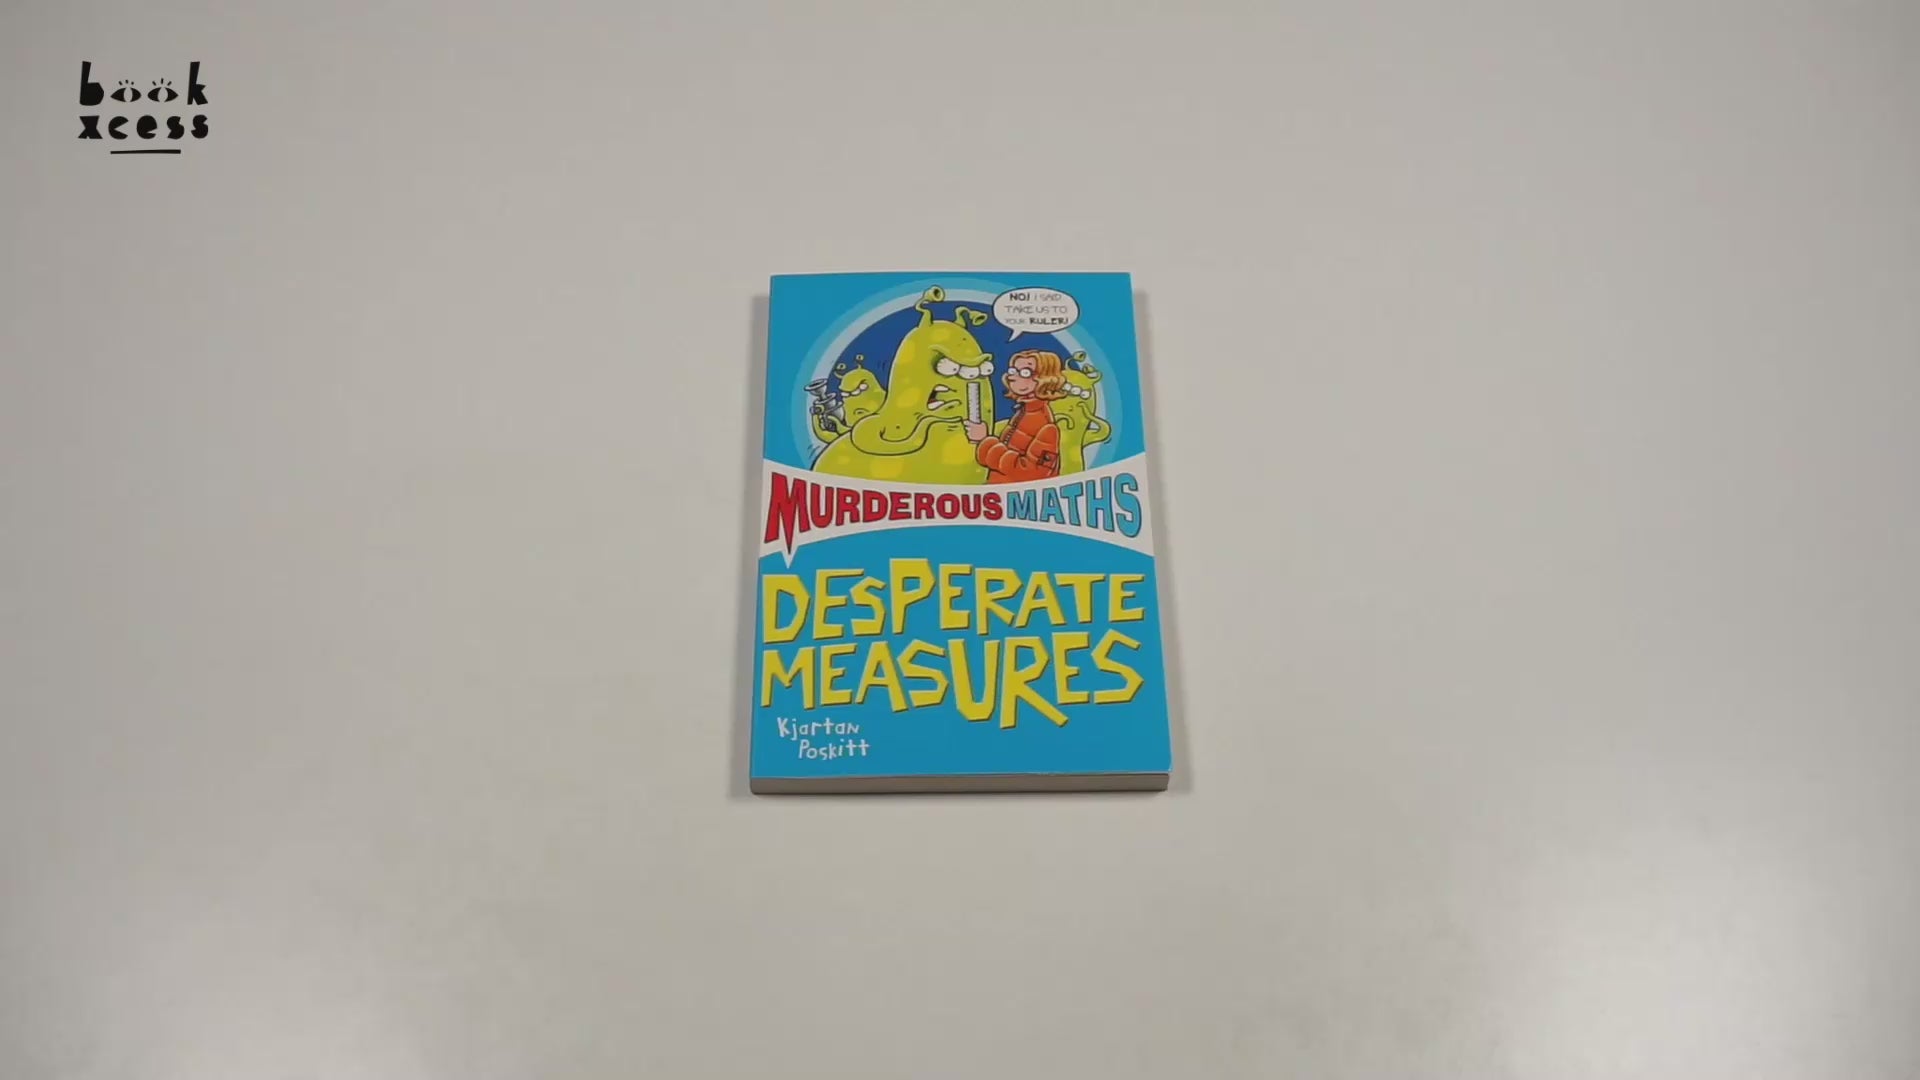 book
xcess
NO! I SAID
TAKE US TO
YOUR RULER!
MURDEROUS MATHS
DESPERATE
MEASURES
Kjartan
Poskitt